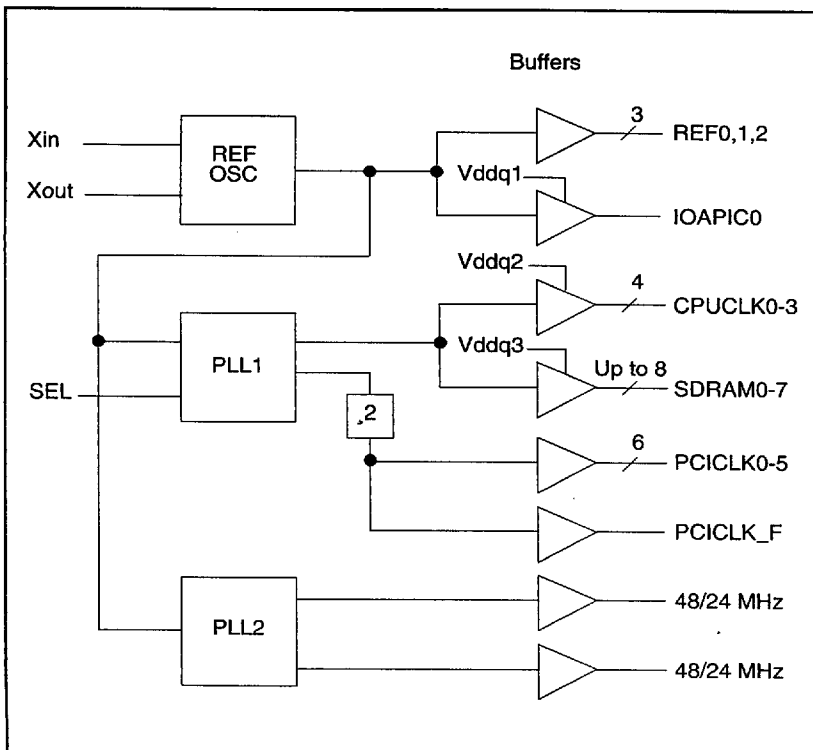 Buffers
Xin
Xout
REF
OSC
3
REF0,1,2
Vddq1
IOAPIC0
Vddq2
4
CPUCLK0-3
SEL
PLL1
Vddq3
Up to 8
SDRAM0-7
2
6
PCICLK0-5
PCICLK_F
PLL2
48/24 MHz
48/24 MHz